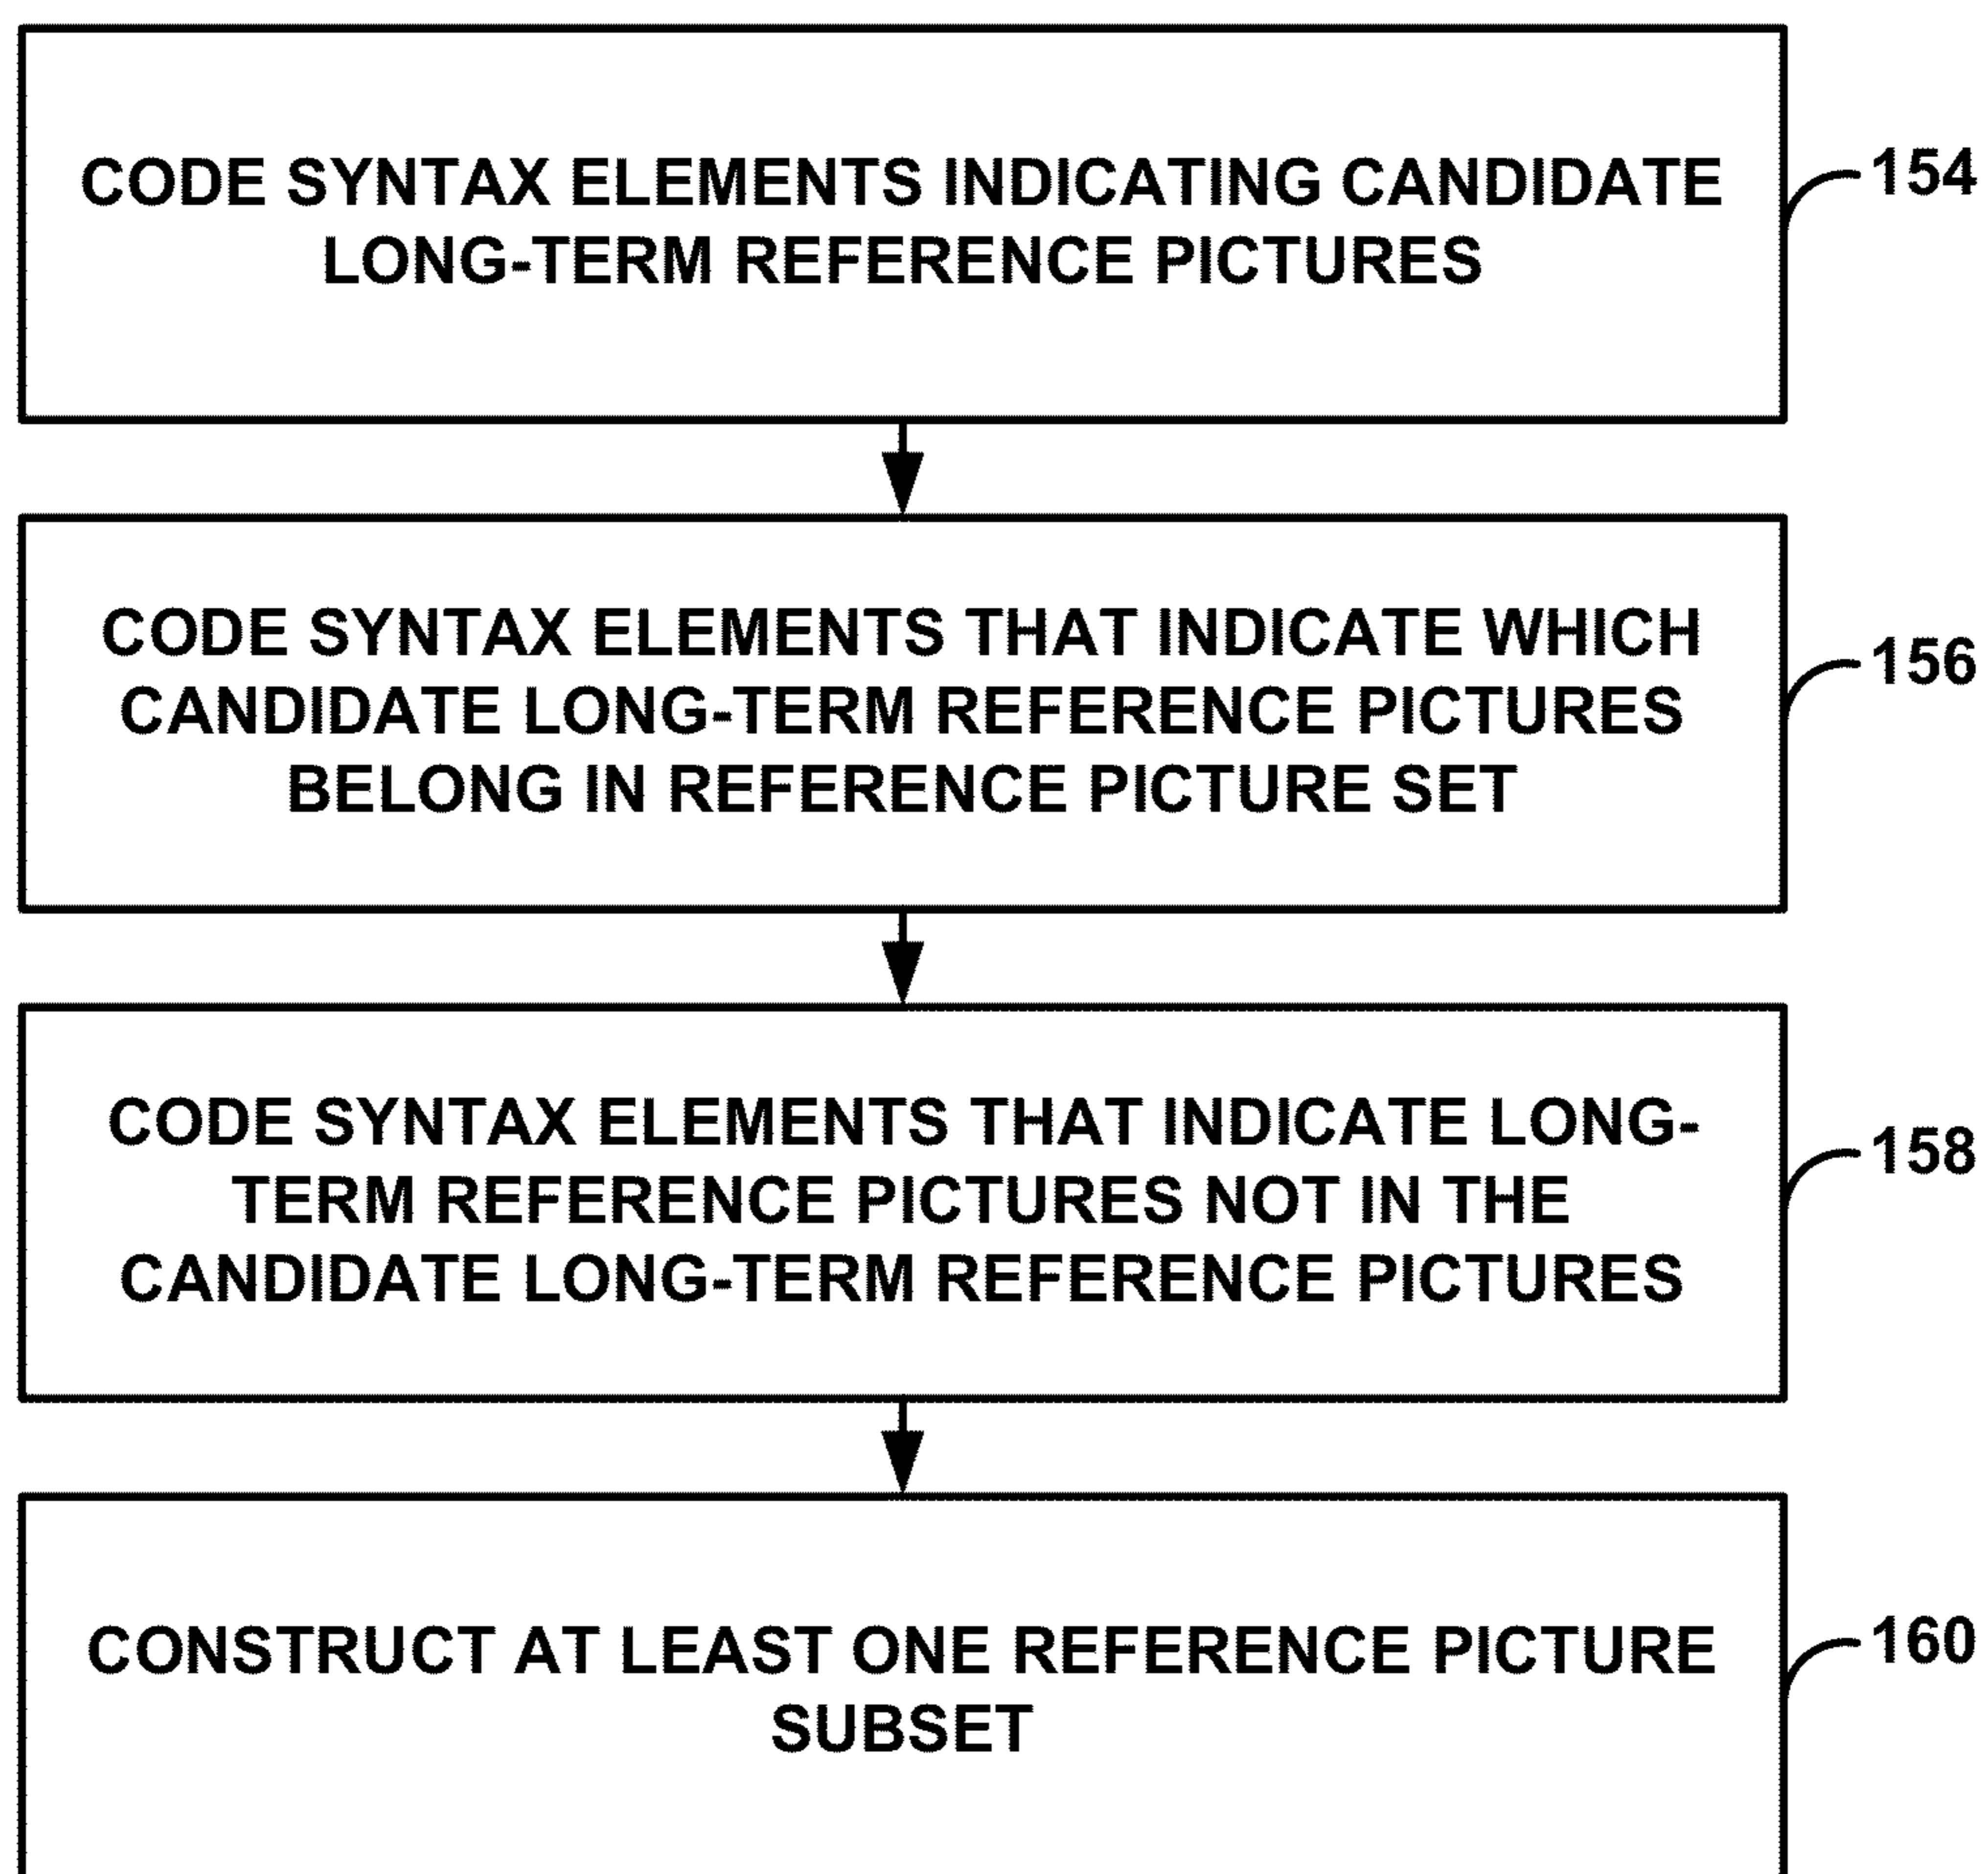 CODE SYNTAX ELEMENTS INDICATING CANDIDATE
LONG-TERM REFERENCE PICTURES
154
CODE SYNTAX ELEMENTS THAT INDICATE WHICH
CANDIDATE LONG-TERM REFERENCE PICTURES
BELONG IN REFERENCE PICTURE SET
156
CODE SYNTAX ELEMENTS THAT INDICATE LONG-
TERM REFERENCE PICTURES NOT IN THE
CANDIDATE LONG-TERM REFERENCE PICTURES
158
CONSTRUCT AT LEAST ONE REFERENCE PICTURE
SUBSET
160